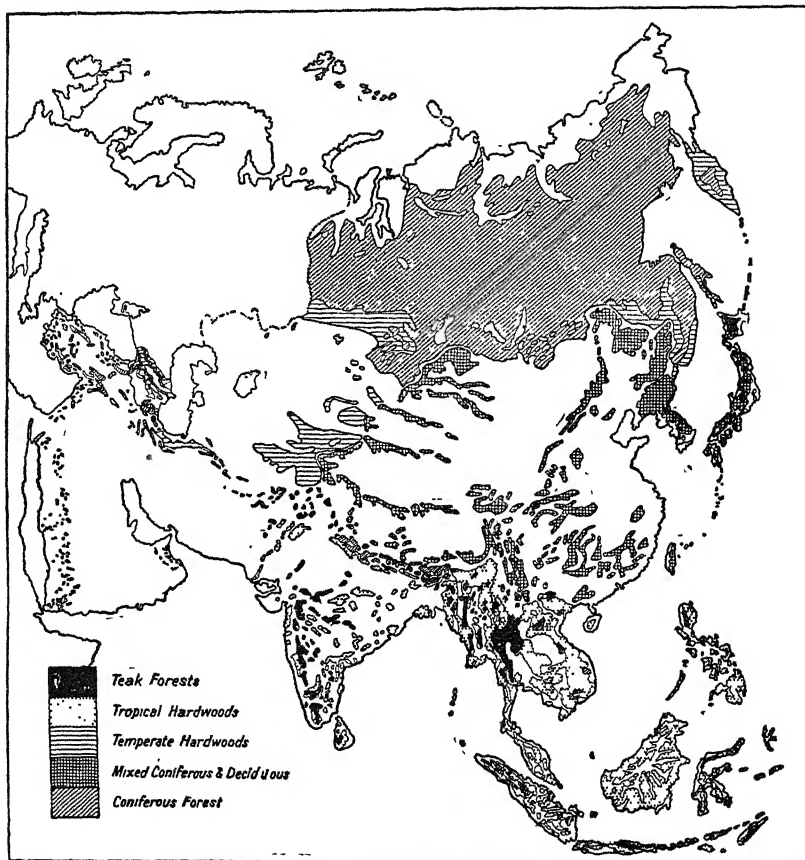 Teak Forests
Tropical Hardwoods
Temperate Hardwoods
Mixed Coniferous & Deciduous
Coniferous Forest